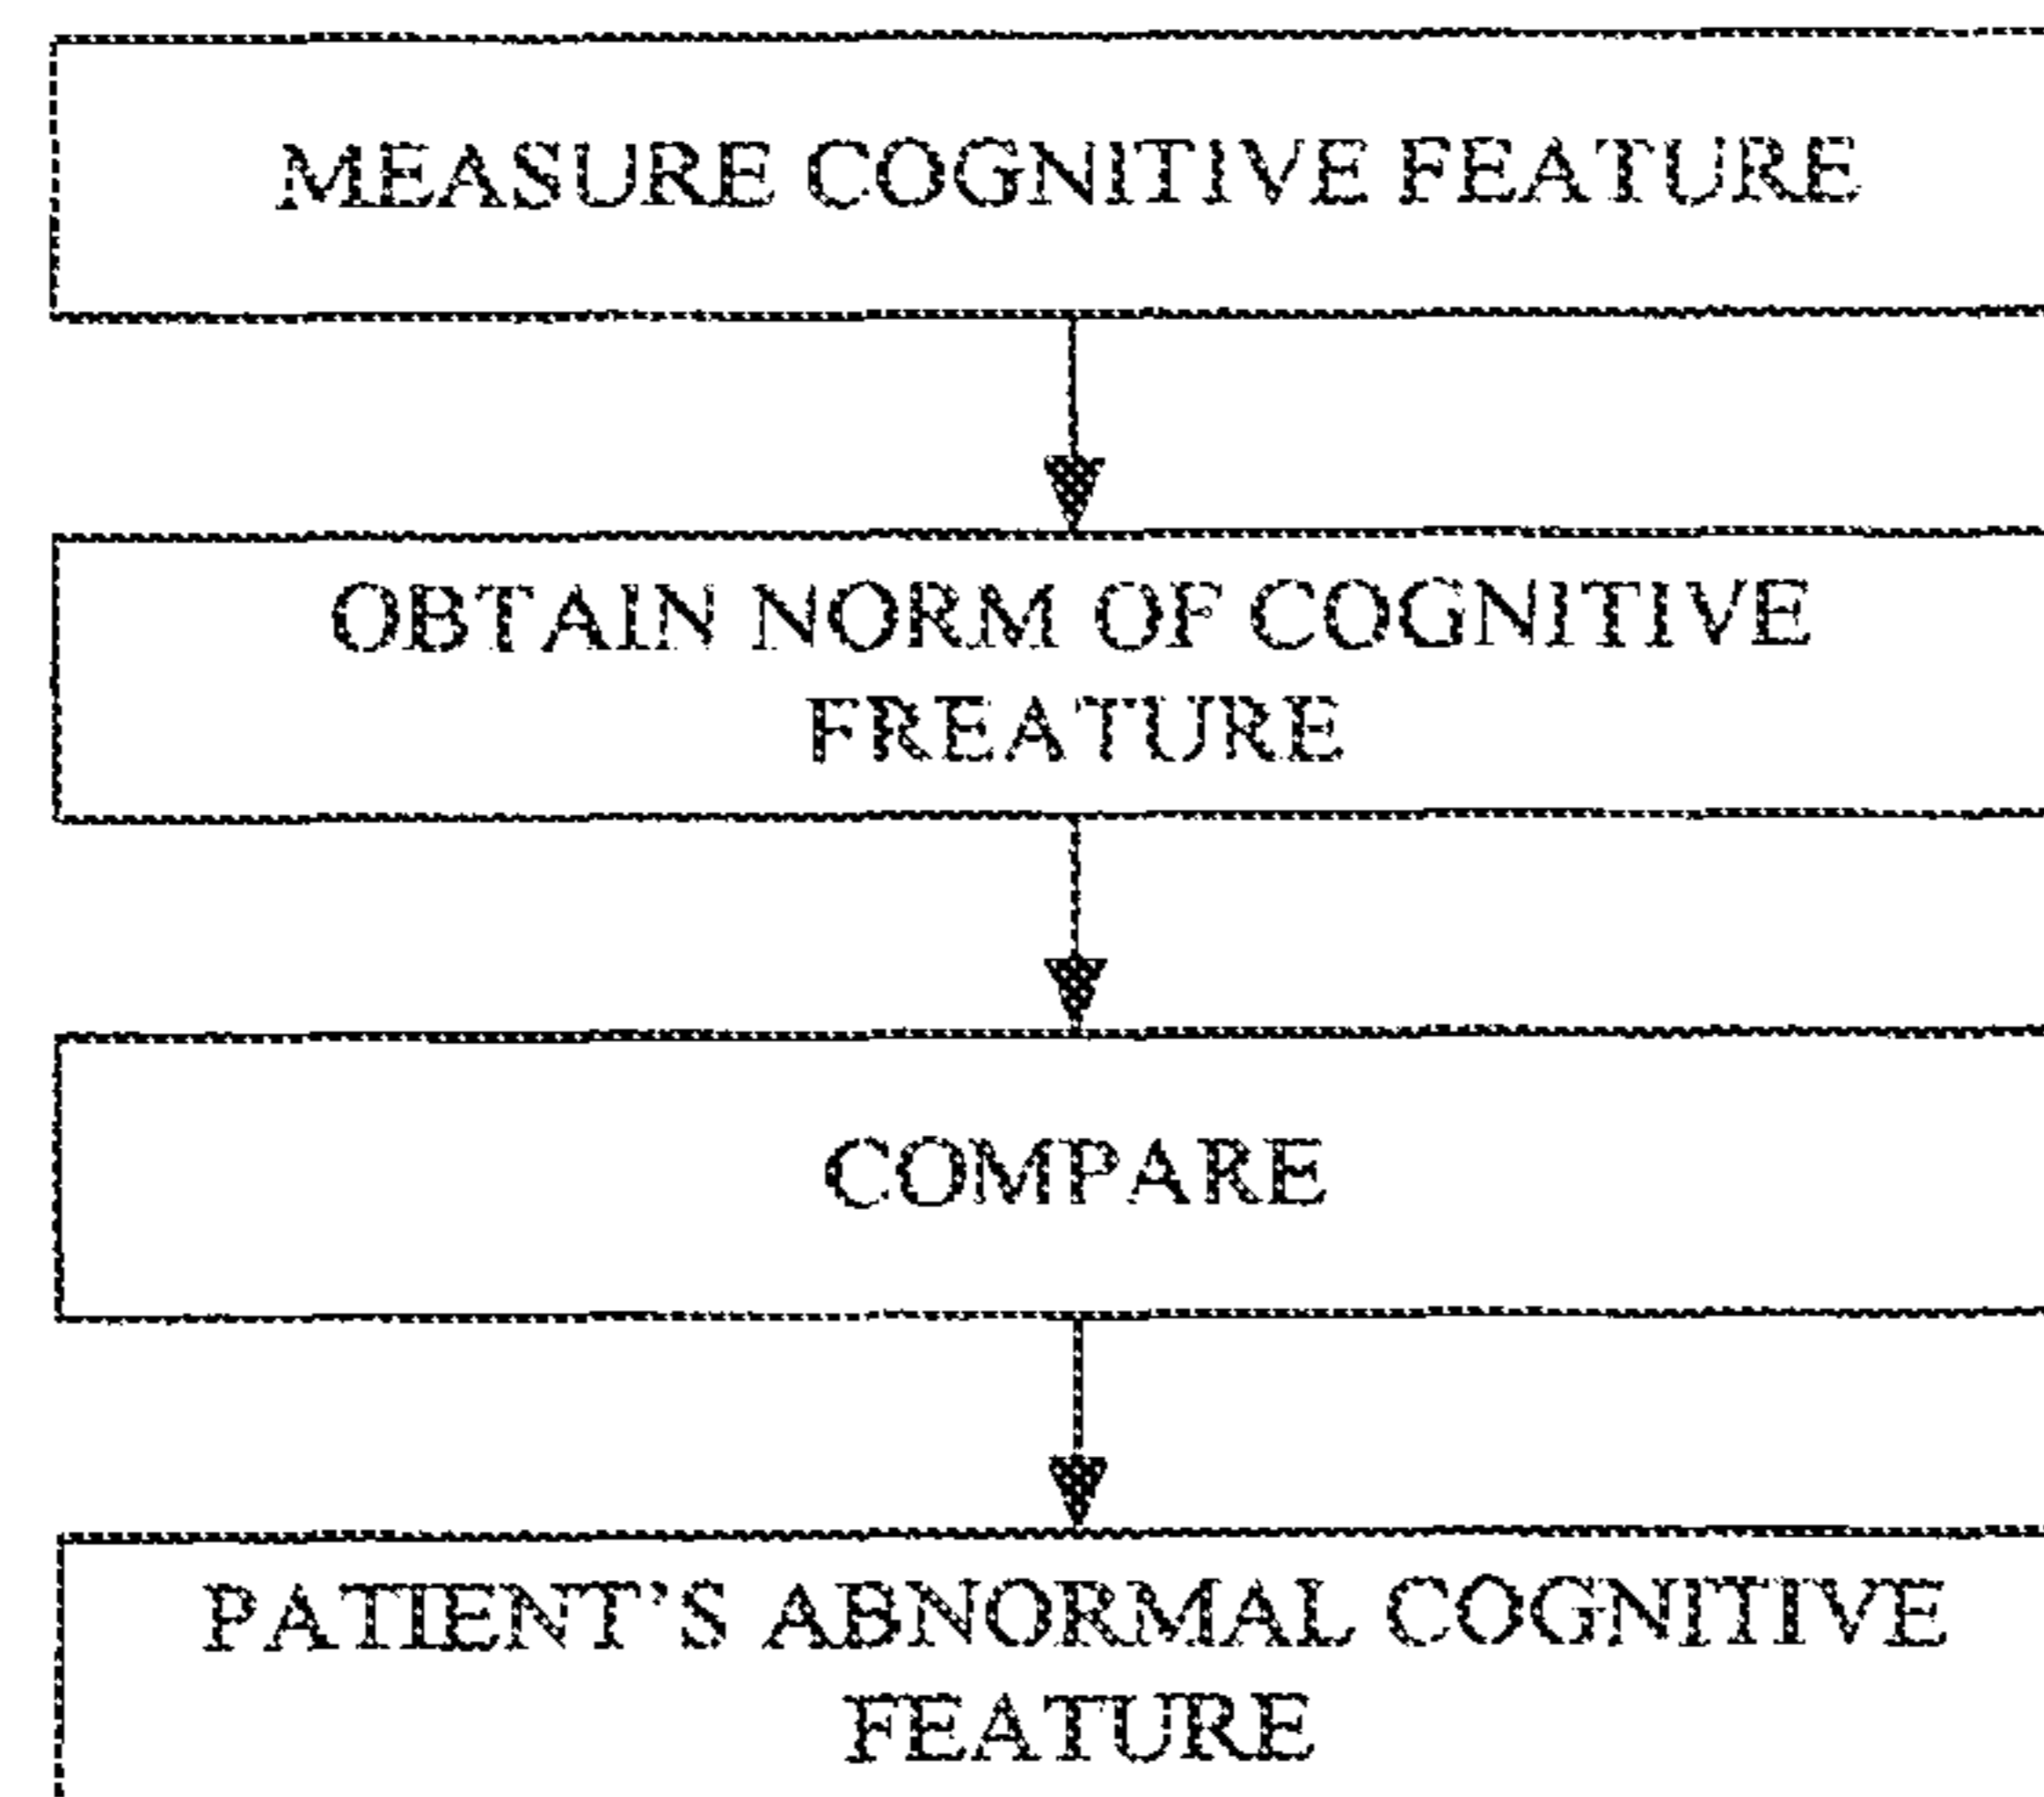 MEASURE COGNITIVE FEATURE
OBTAIN NORM OF COGNITIVE
FREATURE
COMPARE
PATIENT'S ABNORMAL COGNITIVE
FEATURE